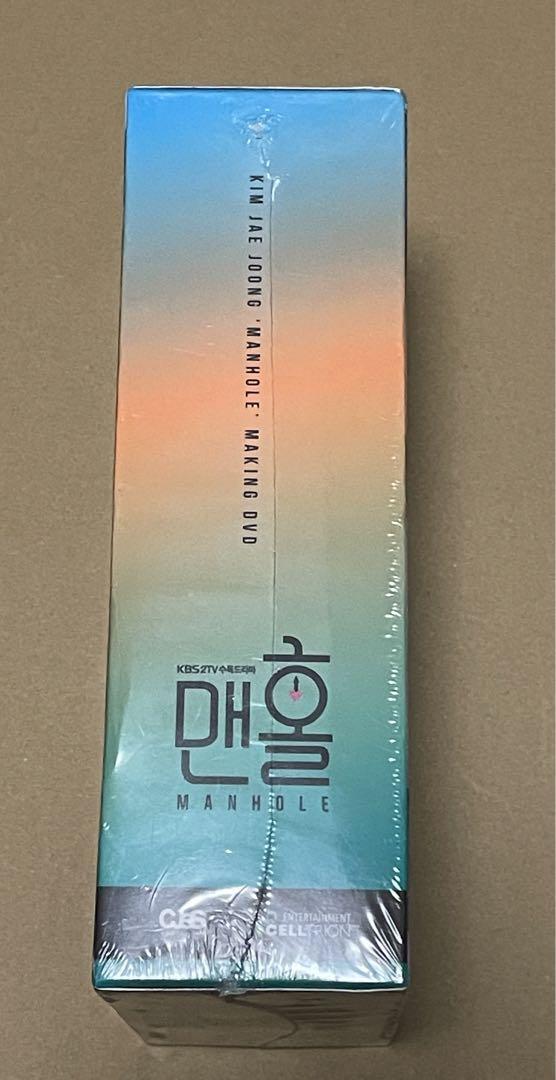 KIM JAE JOONG 'MANHOLE' MAKING DVD
KBS2TV 수목드라마
맨홀
MANHOLE
ENTERTAINMENT
CELLTRION